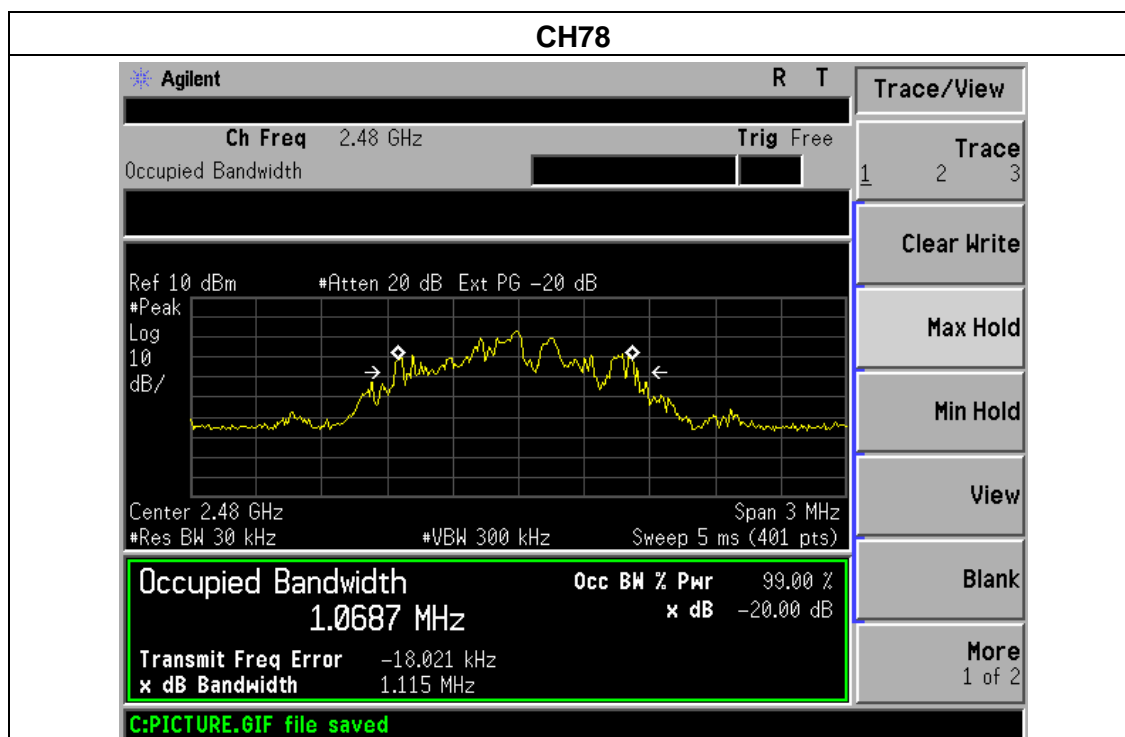 CH78
Agilent R T
Trace/View
Ch Freq 2.48 GHz Trig Free
Occupied Bandwidth
Trace
1 2 3
Clear Write
Ref 10 dBm #Atten 20 dB Ext PG -20 dB
#Peak
Log
10
dB/
Max Hold
Min Hold
View
Center 2.48 GHz Span 3 MHz
#Res BW 30 kHz #VBW 300 kHz Sweep 5 ms (401 pts)
Occupied Bandwidth Occ BW % Pwr 99.00 %
1.0687 MHz x dB -20.00 dB
Blank
Transmit Freq Error -18.021 kHz
x dB Bandwidth 1.115 MHz
More
1 of 2
C:PICTURE.GIF file saved